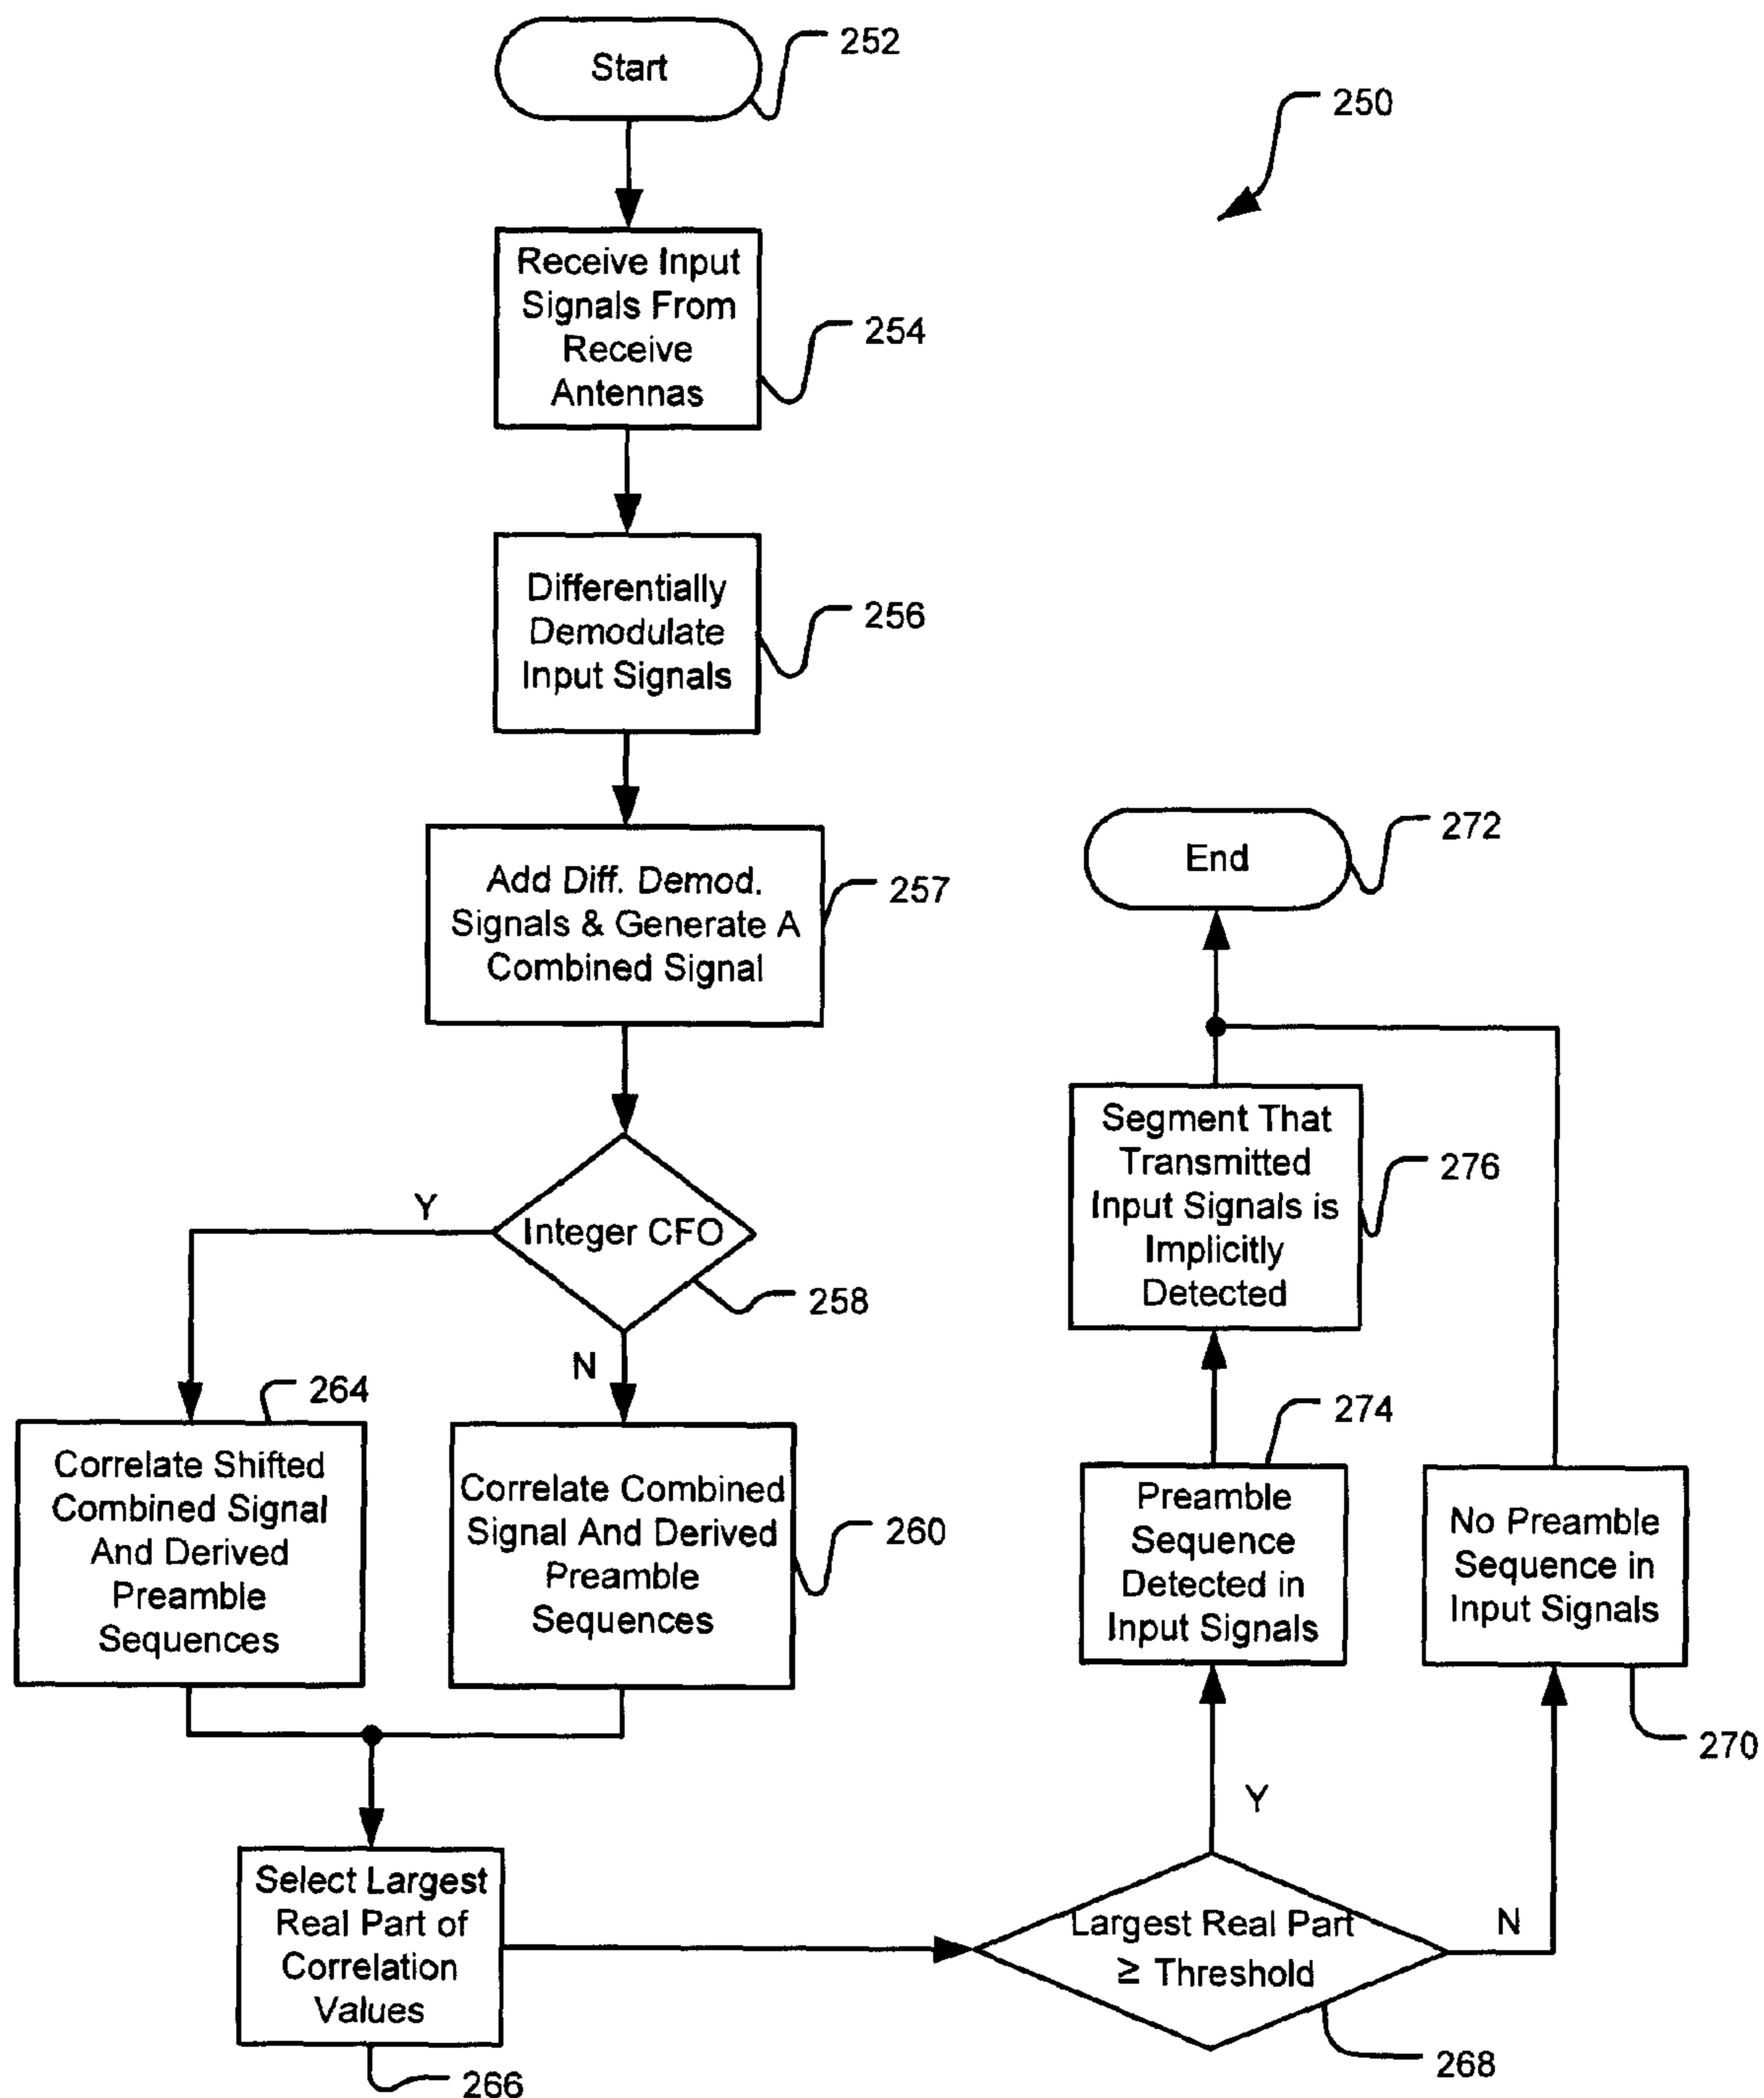 Start
252
250
Receive Input
Signals From
Receive
Antennas
254
Differentially
Demodulate
Input Signals
256
Add Diff. Demod.
Signals & Generate A
Combined Signal
257
Integer CFO
258
Y
N
Correlate Shifted
Combined Signal
And Derived
Preamble
Sequences
264
Correlate Combined
Signal And Derived
Preamble
Sequences
260
Select Largest
Real Part of
Correlation
Values
266
Largest Real Part
≥ Threshold
268
Y
N
Preamble
Sequence
Detected in
Input Signals
274
No Preamble
Sequence in
Input Signals
270
Segment That
Transmitted
Input Signals is
Implicitly
Detected
276
End
272